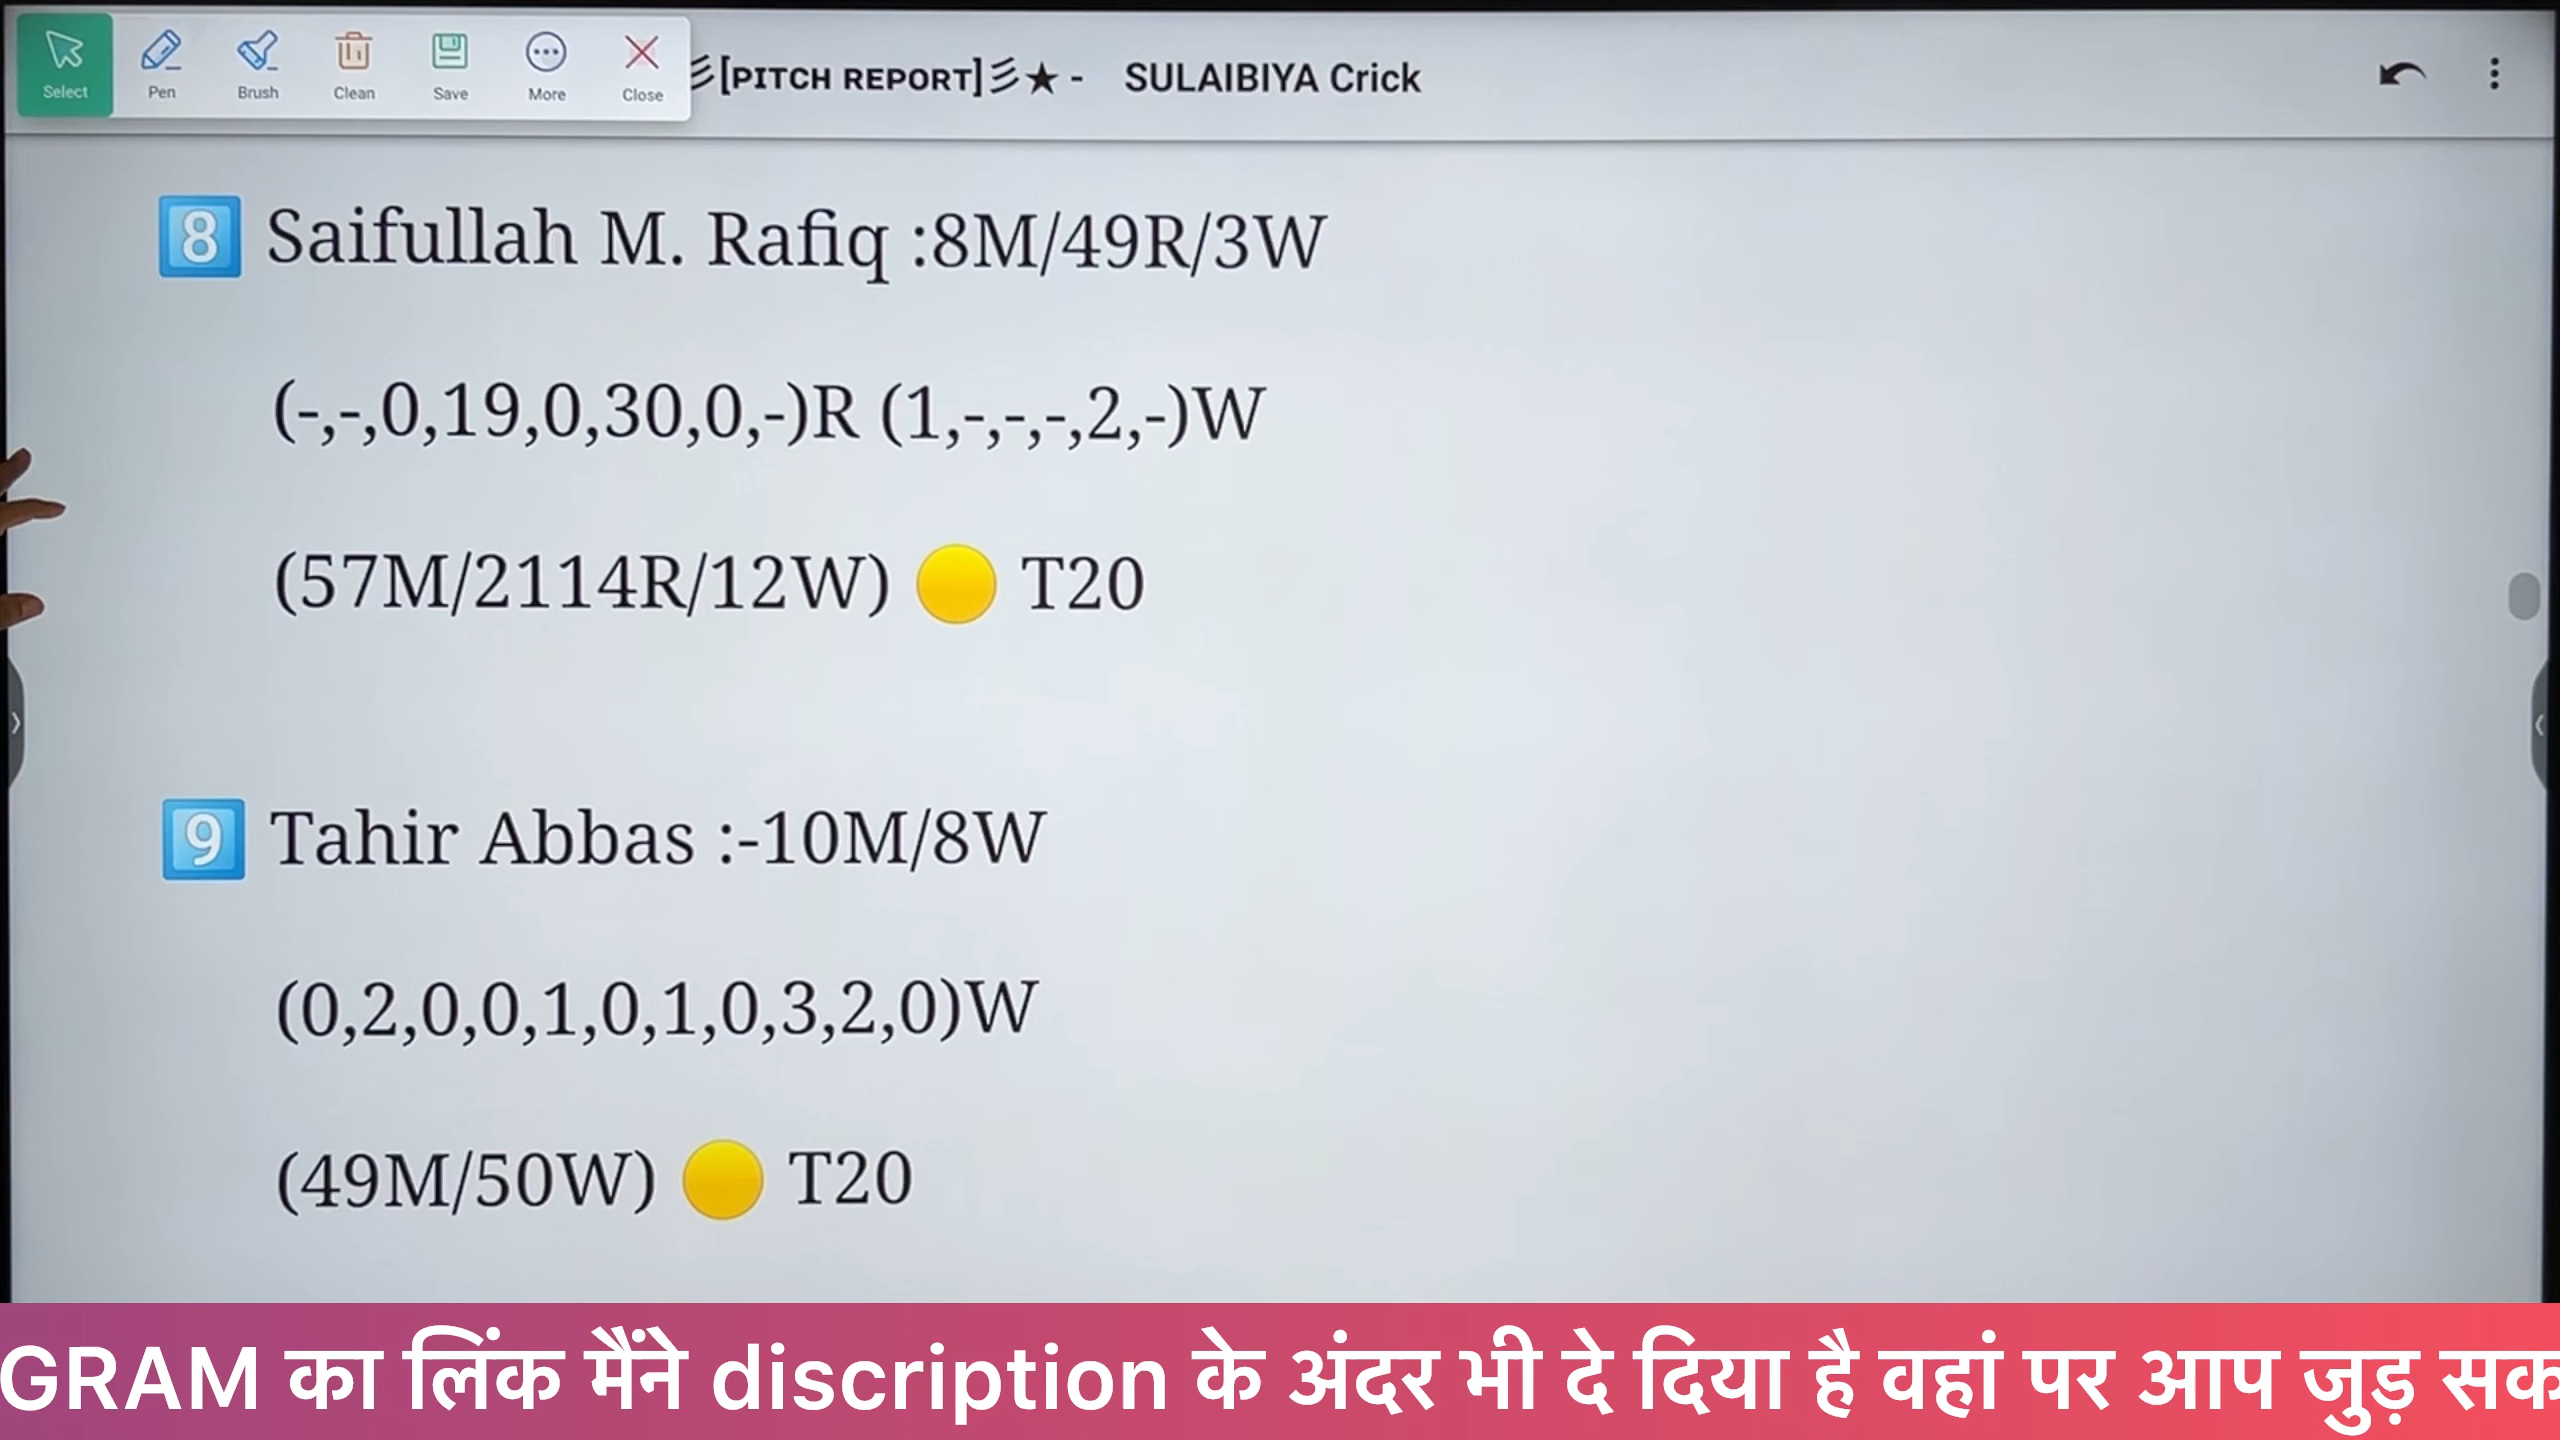 Select Pen Brush Clean Save More Close
彡[PITCH REPORT]彡★ - SULAIBIYA Crick
8 Saifullah M. Rafiq :8M/49R/3W
(-,-,0,19,0,30,0,-)R (1,-,-,-,2,-)W
(57M/2114R/12W) 🟡 T20
9 Tahir Abbas :-10M/8W
(0,2,0,0,1,0,1,0,3,2,0)W
(49M/50W) 🟡 T20
GRAM का लिंक मैंने discription के अंदर भी दे दिया है वहां पर आप जुड़ सक